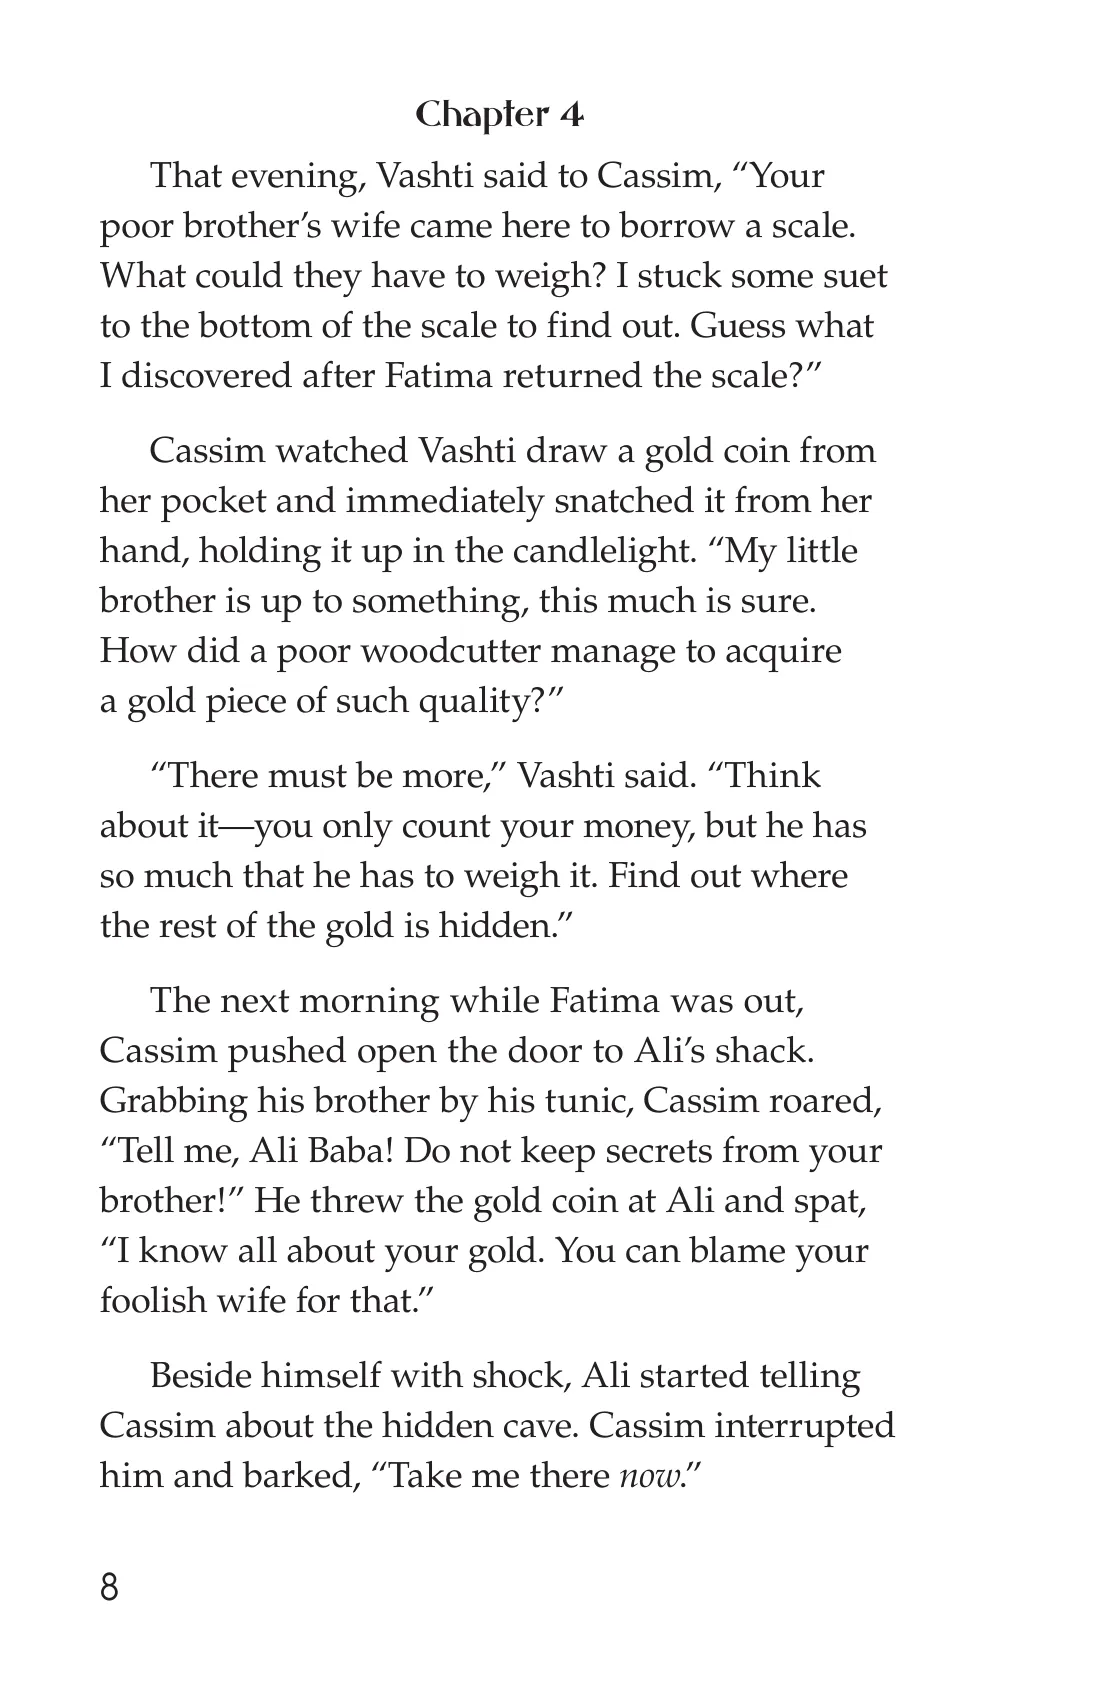 Chapter 4
That evening, Vashti said to Cassim, “Your
poor brother’s wife came here to borrow a scale.
What could they have to weigh? I stuck some suet
to the bottom of the scale to find out. Guess what
I discovered after Fatima returned the scale?”
Cassim watched Vashti draw a gold coin from
her pocket and immediately snatched it from her
hand, holding it up in the candlelight. “My little
brother is up to something, this much is sure.
How did a poor woodcutter manage to acquire
a gold piece of such quality?”
“There must be more,” Vashti said. “Think
about it—you only count your money, but he has
so much that he has to weigh it. Find out where
the rest of the gold is hidden.”
The next morning while Fatima was out,
Cassim pushed open the door to Ali’s shack.
Grabbing his brother by his tunic, Cassim roared,
“Tell me, Ali Baba! Do not keep secrets from your
brother!” He threw the gold coin at Ali and spat,
“I know all about your gold. You can blame your
foolish wife for that.”
Beside himself with shock, Ali started telling
Cassim about the hidden cave. Cassim interrupted
him and barked, “Take me there now.”
8